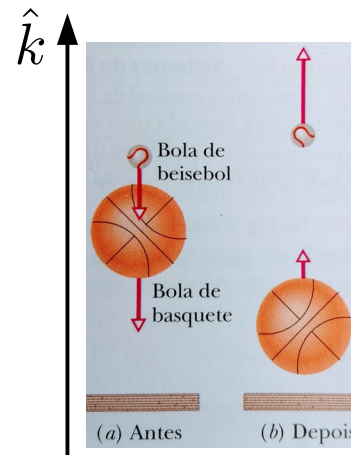 k̂
Bola de
beisebol
Bola de
basquete
(a) Antes
(b) Depois